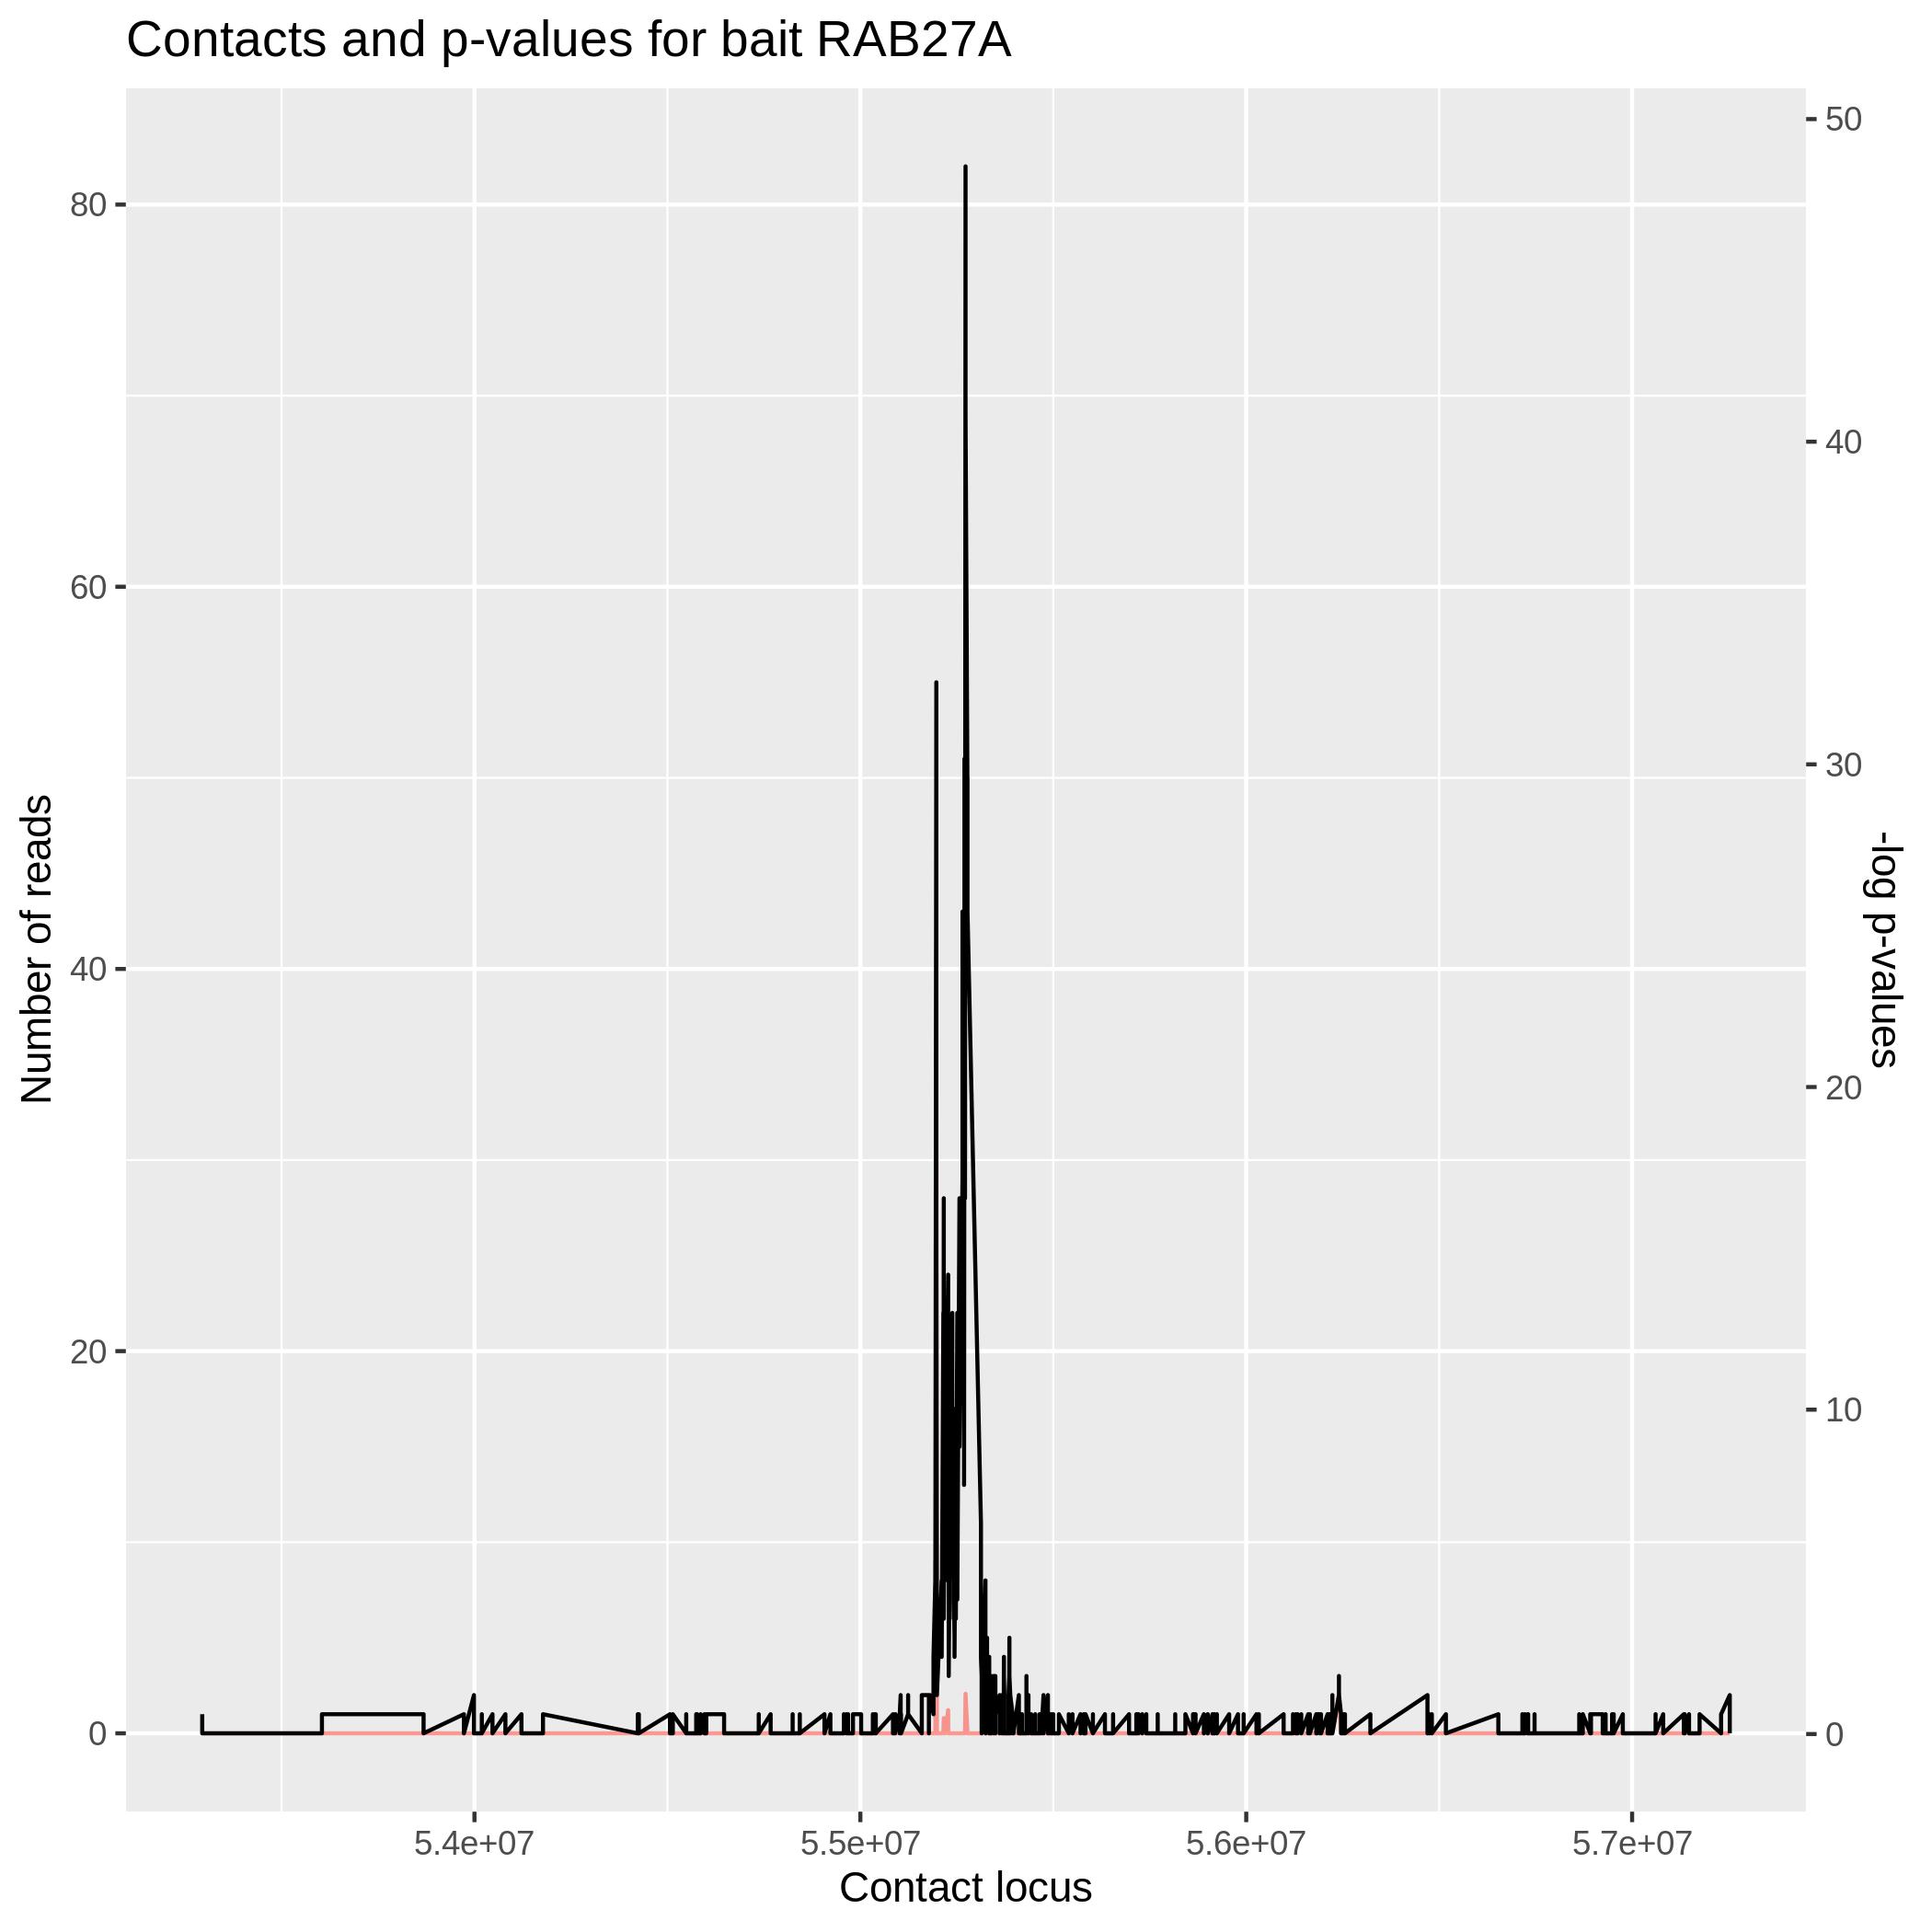 Contacts and p-values for bait RAB27A
80
60
40
20
0
Number of reads
50
40
30
20
10
0
-log p-values
5.4e+07
5.5e+07
5.6e+07
5.7e+07
Contact locus